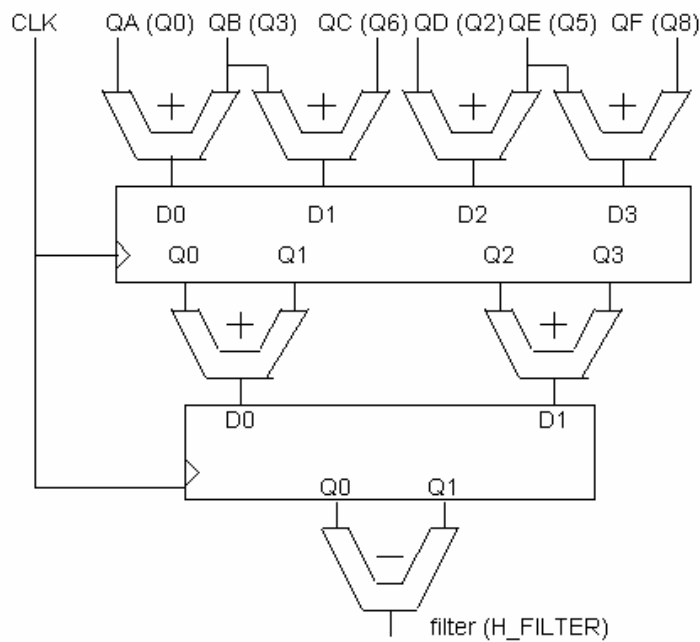 CLK QA (Q0) QB (Q3) QC (Q6) QD (Q2) QE (Q5) QF (Q8)
+ + + +
D0 D1 D2 D3
Q0 Q1 Q2 Q3
+ +
D0 D1
Q0 Q1
−
filter (H_FILTER)